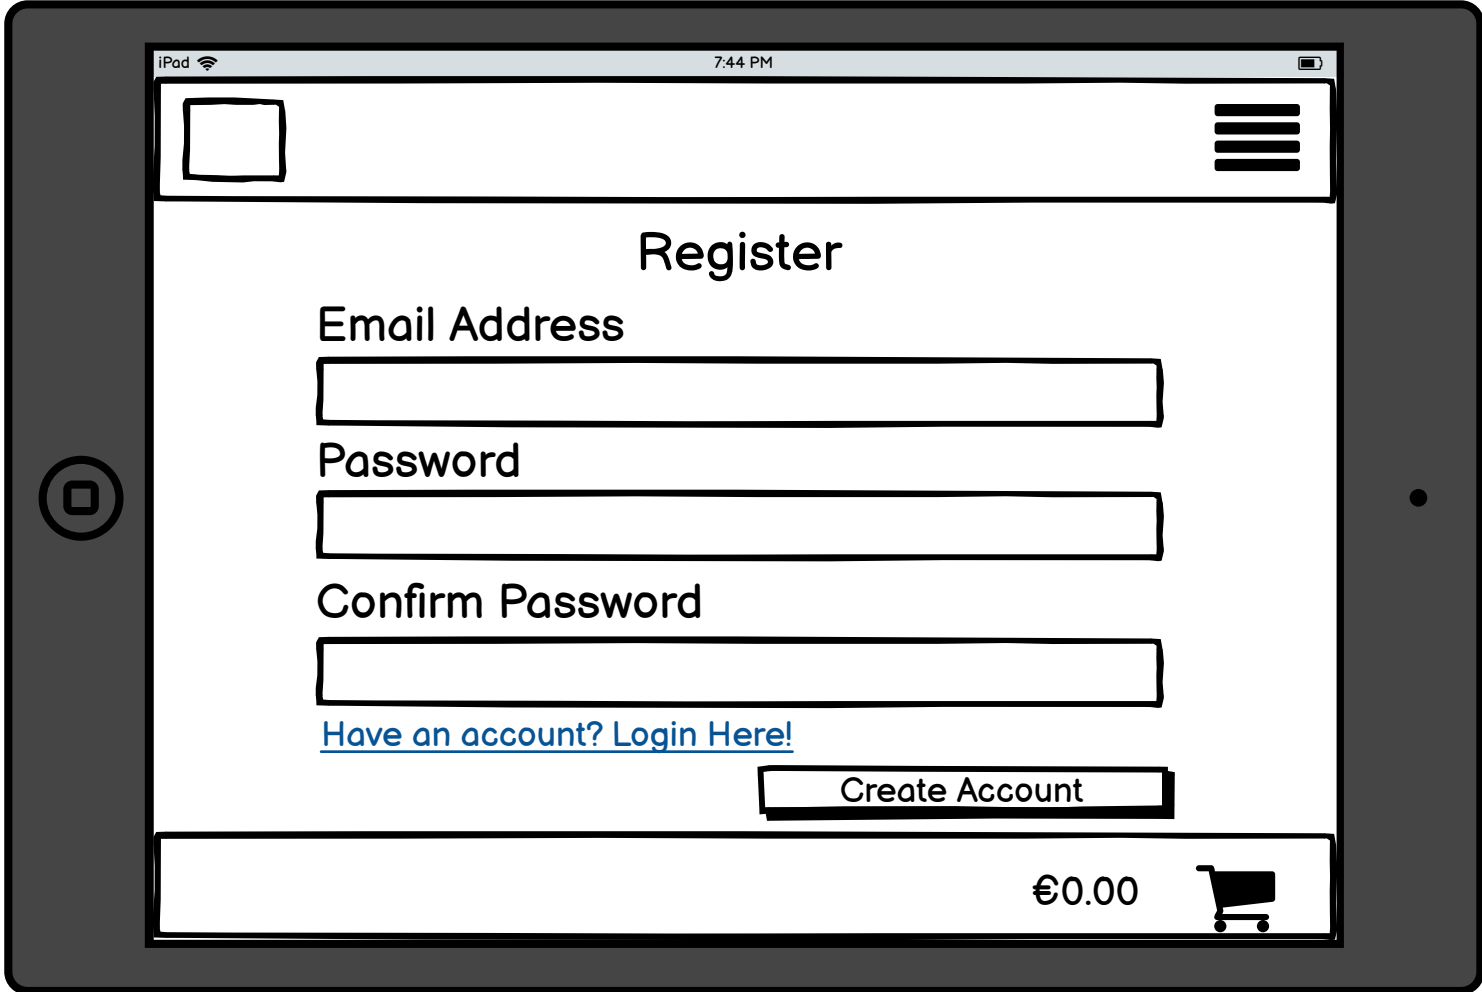 iPad
7:44 PM
Register
Email Address
Password
Confirm Password
Have an account? Login Here!
Create Account
€0.00